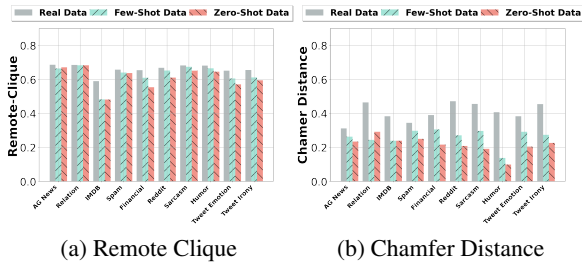 Real Data Few-Shot Data Zero-Shot Data
Remote-Clique
0.8
0.6
0.4
0.2
0.0
AG News Relation IMDB Spam Financial Reddit Sarcasm Humor Tweet Emotion Tweet Irony
(a) Remote Clique
Real Data Few-Shot Data Zero-Shot Data
Chamer Distance
0.8
0.6
0.4
0.2
0.0
AG News Relation IMDB Spam Financial Reddit Sarcasm Humor Tweet Emotion Tweet Irony
(b) Chamfer Distance